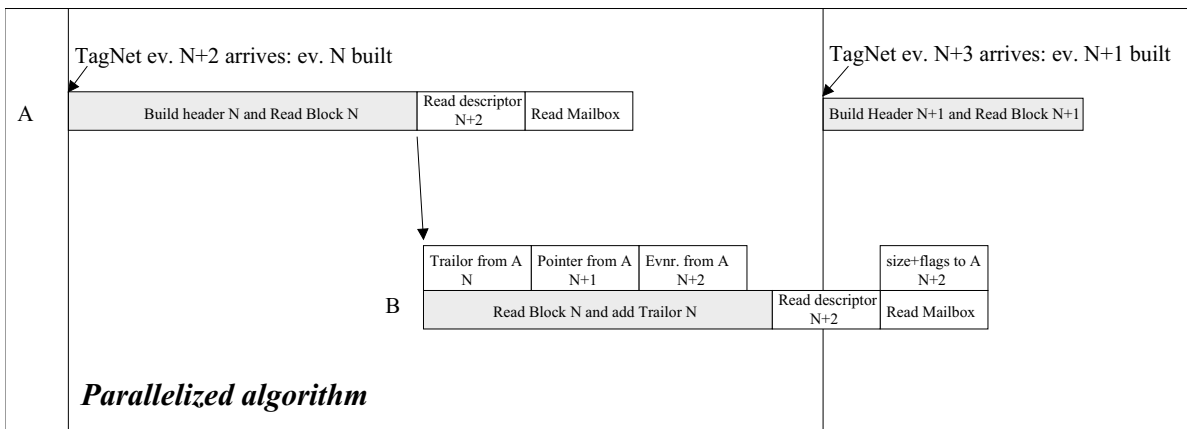 TagNet ev. N+2 arrives: ev. N built
TagNet ev. N+3 arrives: ev. N+1 built
A
Build header N and Read Block N
Read descriptor
N+2
Read Mailbox
Build Header N+1 and Read Block N+1
Trailor from A
N
Pointer from A
N+1
Evnr. from A
N+2
size+flags to A
N+2
B
Read Block N and add Trailor N
Read descriptor
N+2
Read Mailbox
Parallelized algorithm